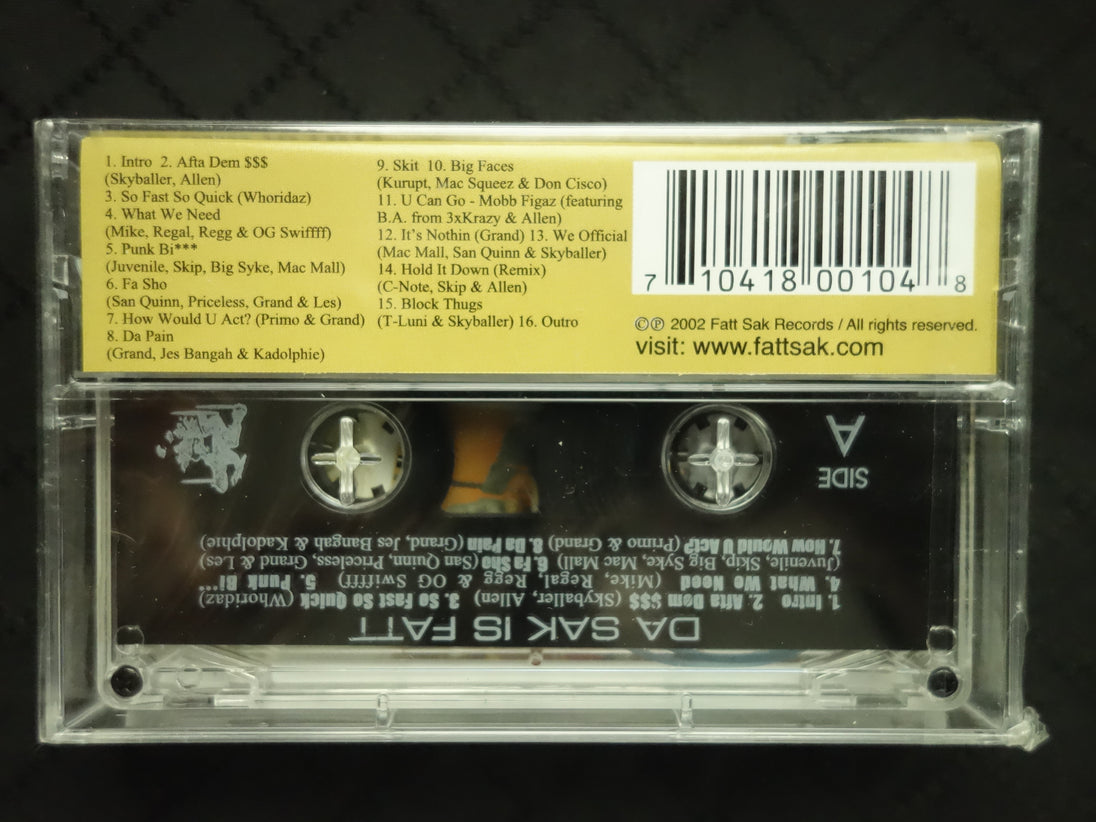 1. Intro 2. Afta Dem $$$
(Skyballer, Allen)
3. So Fast So Quick (Whoridaz)
4. What We Need
(Mike, Regal, Regg & OG Swiffff)
5. Punk Bi***
(Juvenile, Skip, Big Syke, Mac Mall)
6. Fa Sho
(San Quinn, Priceless, Grand & Les)
7. How Would U Act? (Primo & Grand)
8. Da Pain
(Grand, Jes Bangah & Kadolphie)
9. Skit 10. Big Faces
(Kurupt, Mac Squeez & Don Cisco)
11. U Can Go - Mobb Figaz (featuring
B.A. from 3xKrazy & Allen)
12. It's Nothin (Grand) 13. We Official
(Mac Mall, San Quinn & Skyballer)
14. Hold It Down (Remix)
(C-Note, Skip & Allen)
15. Block Thugs
(T-Luni & Skyballer) 16. Outro
7 10418 00104 8
©℗ 2002 Fatt Sak Records / All rights reserved.
visit: www.fattsak.com
SIDE
A
DA SAK IS FATT
1. Intro 2. Afta Dem $$$ (Skyballer, Allen) 3. So Fast So Quick (Whoridaz)
4. What We Need (Mike, Regal, Regg & OG Swiffff) 5. Punk Bi***
(Juvenile, Skip, Big Syke, Mac Mall) 6. Fa Sho (San Quinn, Priceless, Grand & Les)
7. How Would U Act? (Primo & Grand) 8. Da Pain (Grand, Jes Bangah & Kadolphie)